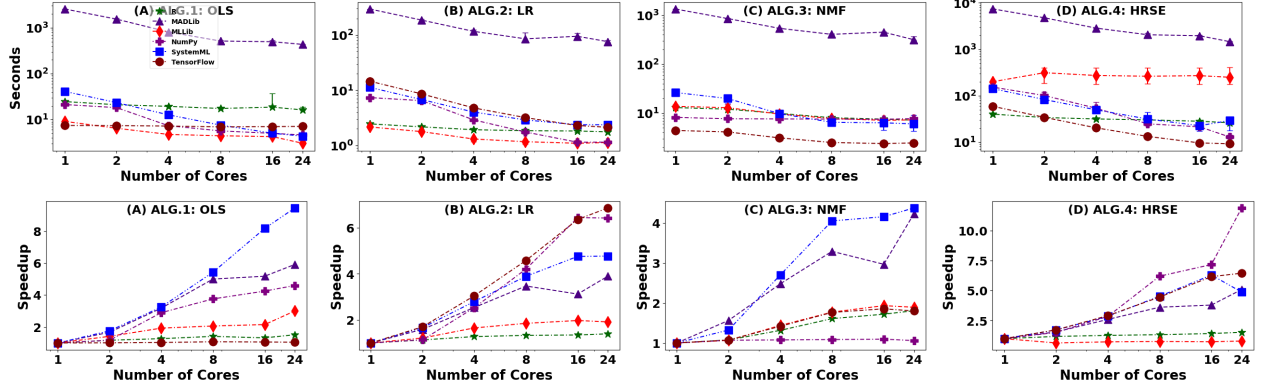 (A) ALG.1: OLS
R
MADLib
MLLib
NumPy
SystemML
TensorFlow
Seconds
10³
10²
10¹
1 2 4 8 16 24
Number of Cores
(B) ALG.2: LR
10²
10¹
10⁰
1 2 4 8 16 24
Number of Cores
(C) ALG.3: NMF
10³
10²
10¹
1 2 4 8 16 24
Number of Cores
(D) ALG.4: HRSE
10⁴
10³
10²
10¹
1 2 4 8 16 24
Number of Cores
(A) ALG.1: OLS
Speedup
8
6
4
2
1 2 4 8 16 24
Number of Cores
(B) ALG.2: LR
Speedup
6
4
2
1 2 4 8 16 24
Number of Cores
(C) ALG.3: NMF
Speedup
4
3
2
1
1 2 4 8 16 24
Number of Cores
(D) ALG.4: HRSE
Speedup
10.0
7.5
5.0
2.5
1 2 4 8 16 24
Number of Cores